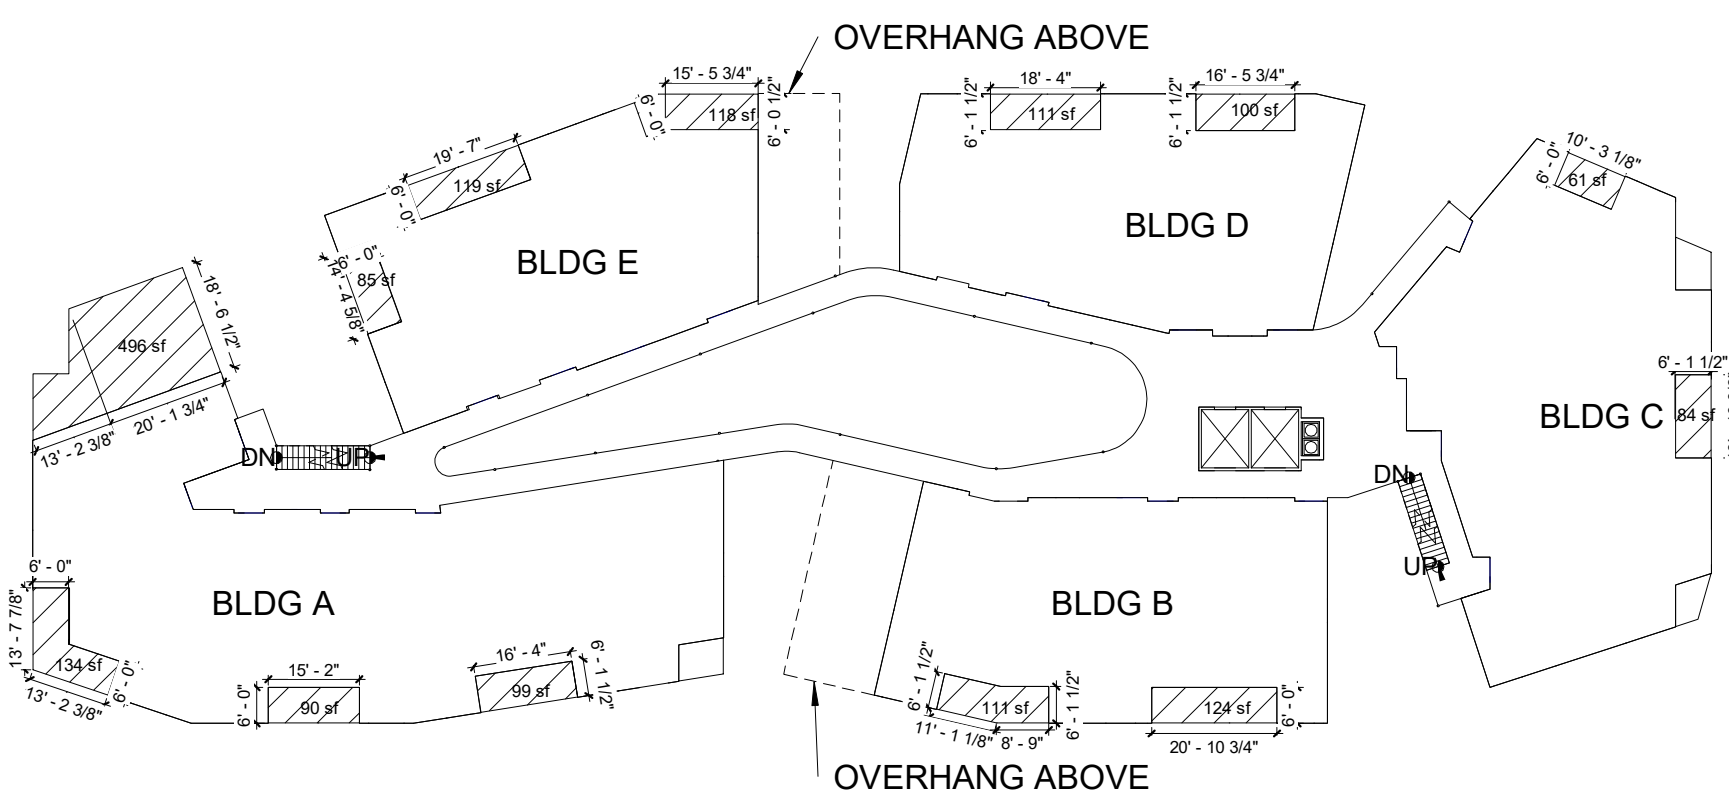 OVERHANG ABOVE
15' - 5 3/4"
6' - 0"
118 sf
6' - 0 1/2"
18' - 4"
6' - 1 1/2"
111 sf
16' - 5 3/4"
6' - 1 1/2"
100 sf
19' - 7"
6' - 0"
119 sf
10' - 3 1/8"
6' - 0"
61 sf
BLDG E
BLDG D
6' - 0"
85 sf
14' - 4 5/8"
18' - 6 1/2"
496 sf
20' - 1 3/4"
13' - 2 3/8"
6' - 1 1/2"
84 sf
BLDG C
DN
UP
DN
UP
6' - 0"
13' - 7 7/8"
134 sf
13' - 2 3/8"
6' - 0"
BLDG A
15' - 2"
6' - 0"
90 sf
16' - 4"
6' - 1 1/2"
99 sf
BLDG B
6' - 1 1/2"
111 sf
6' - 1 1/2"
11' - 1 1/8"
8' - 9"
124 sf
6' - 0"
20' - 10 3/4"
OVERHANG ABOVE